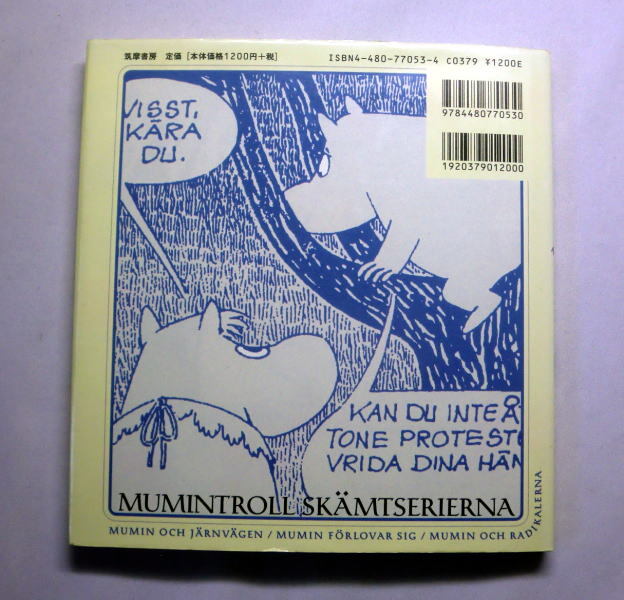 筑摩書房 定価 [本体価格1200円+税]
ISBN4-480-77053-4 C0379 ¥1200E
9784480770530
1920379012000
VISST,
KÄRA
DU.
KAN DU INTE Å
TONE PROTEST
VRIDA DINA HÄN
MUMINTROLL SKÄMTSERIERNA
MUMIN OCH JÄRNVÄGEN / MUMIN FÖRLOVAR SIG / MUMIN OCH RADIKALERNA